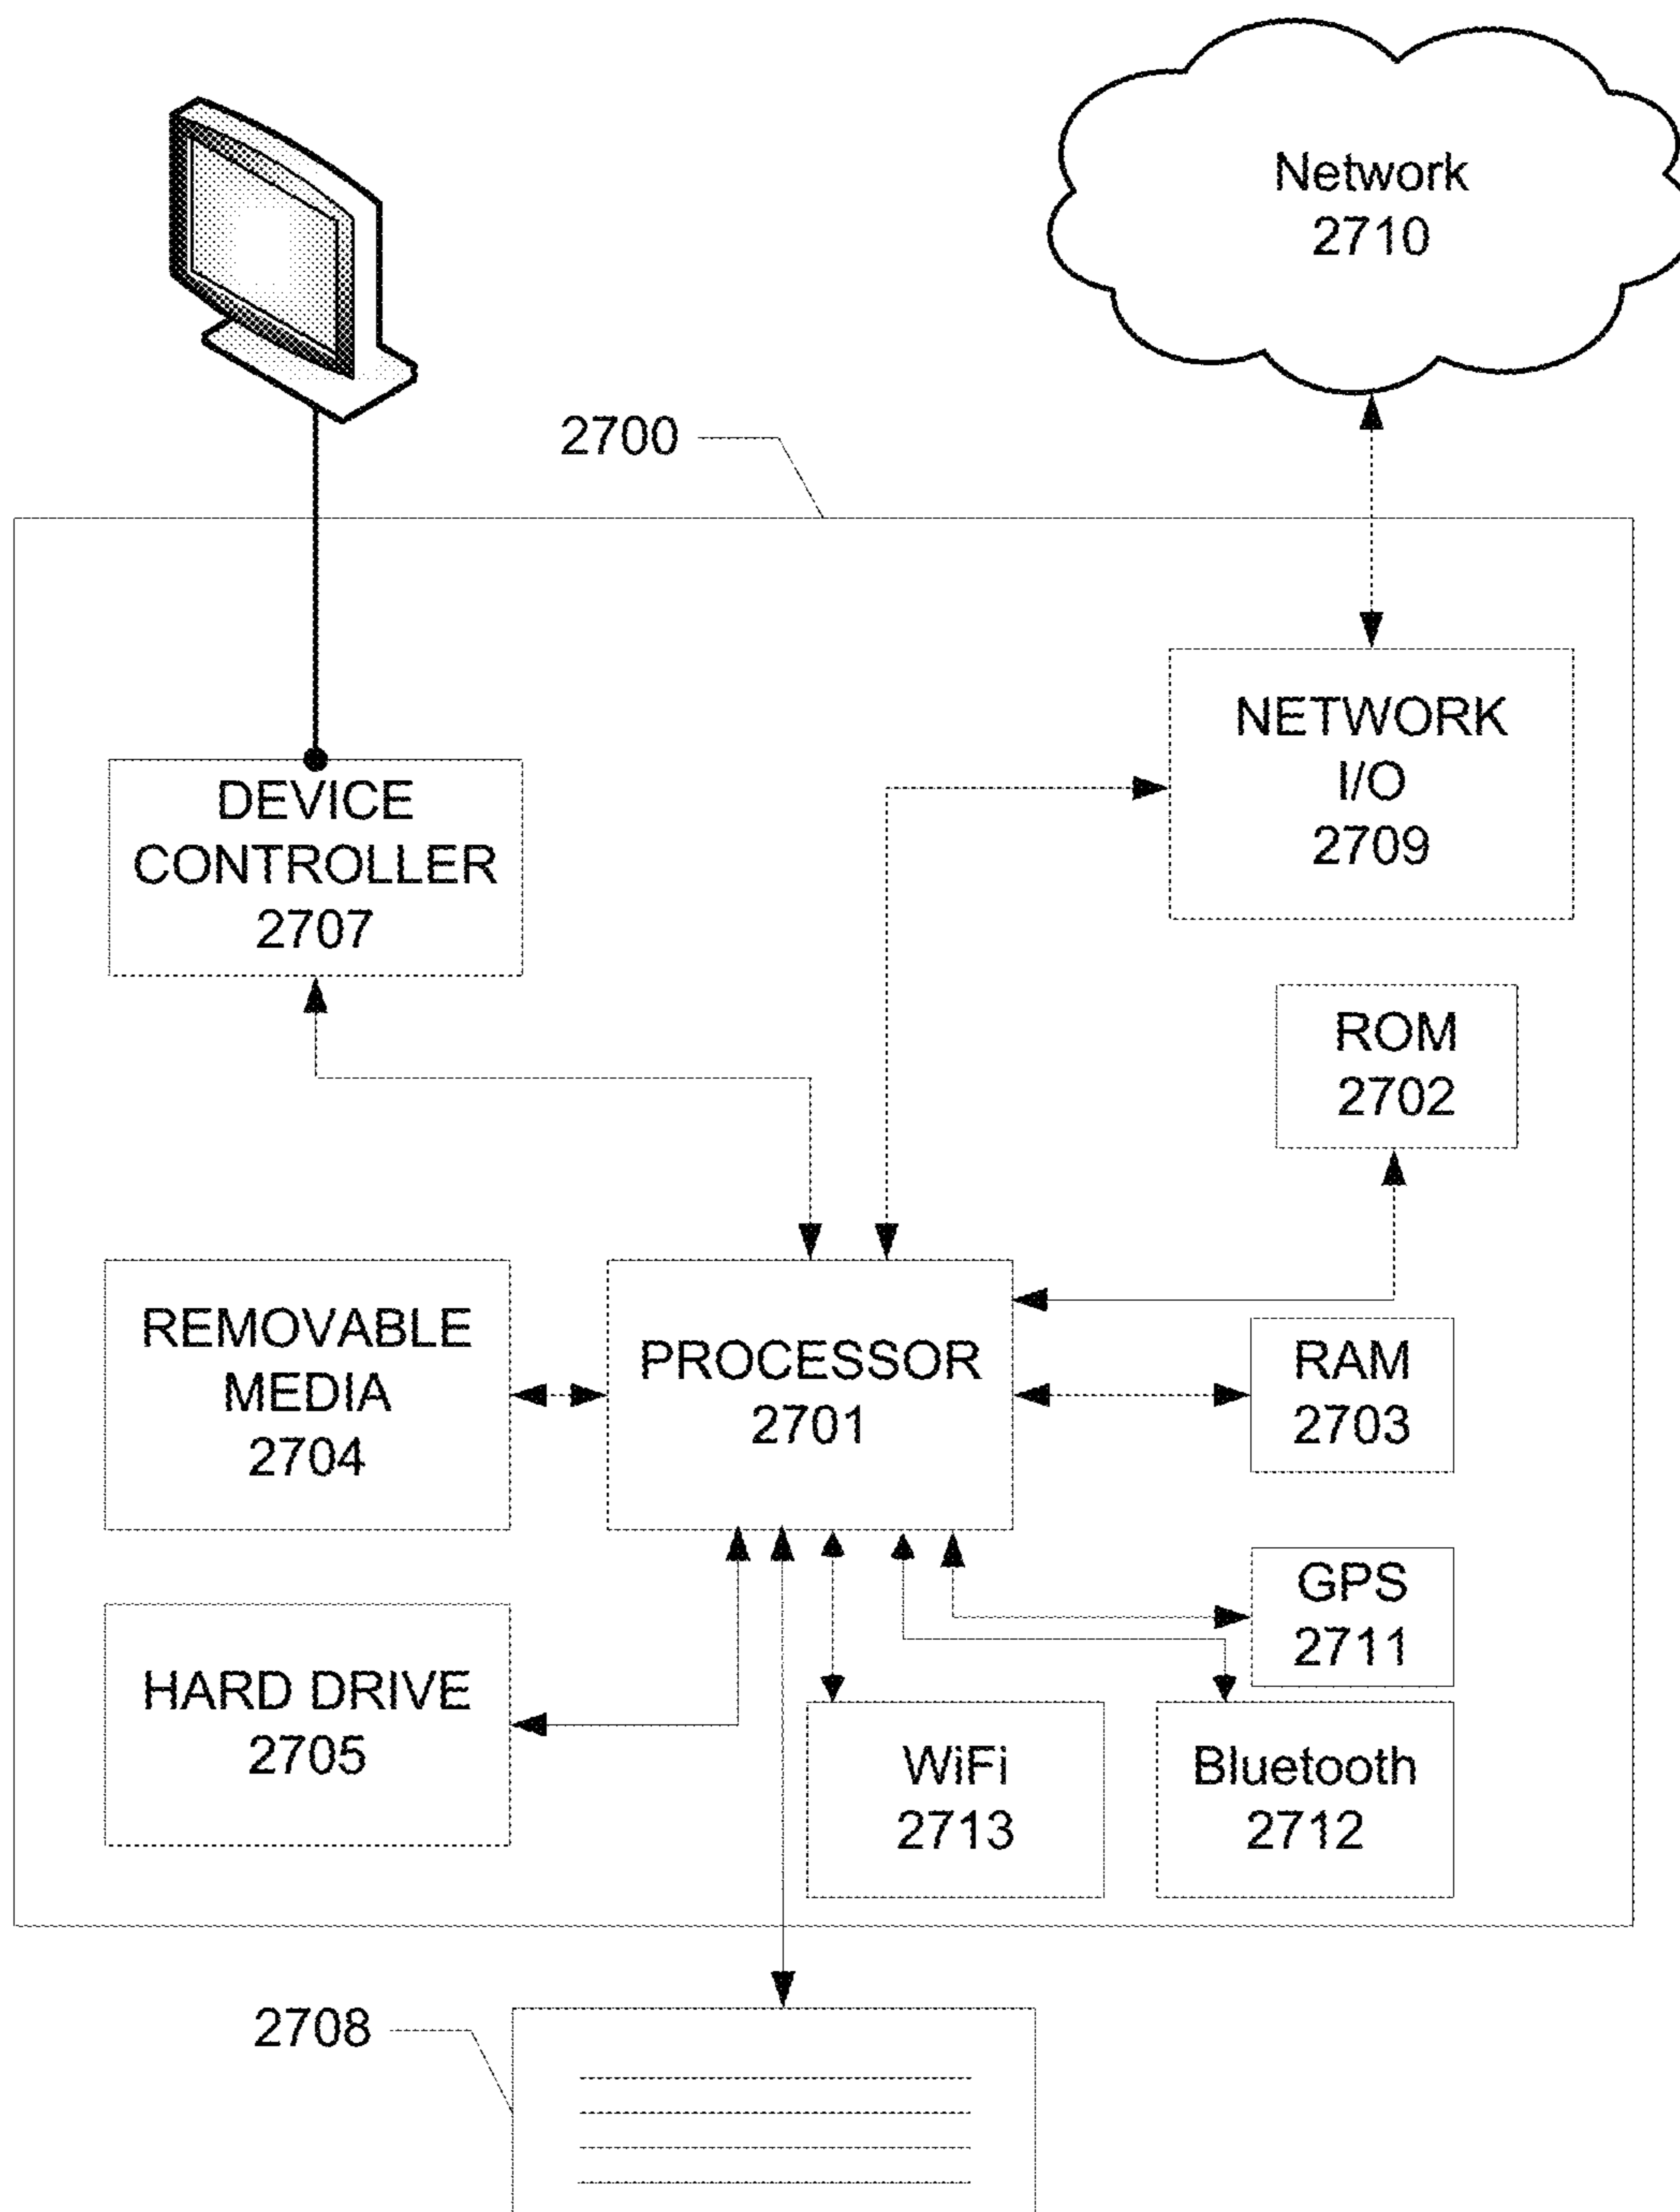 Network
2710
2700
NETWORK
I/O
2709
DEVICE
CONTROLLER
2707
ROM
2702
REMOVABLE
MEDIA
2704
PROCESSOR
2701
RAM
2703
GPS
2711
HARD DRIVE
2705
WiFi
2713
Bluetooth
2712
2708